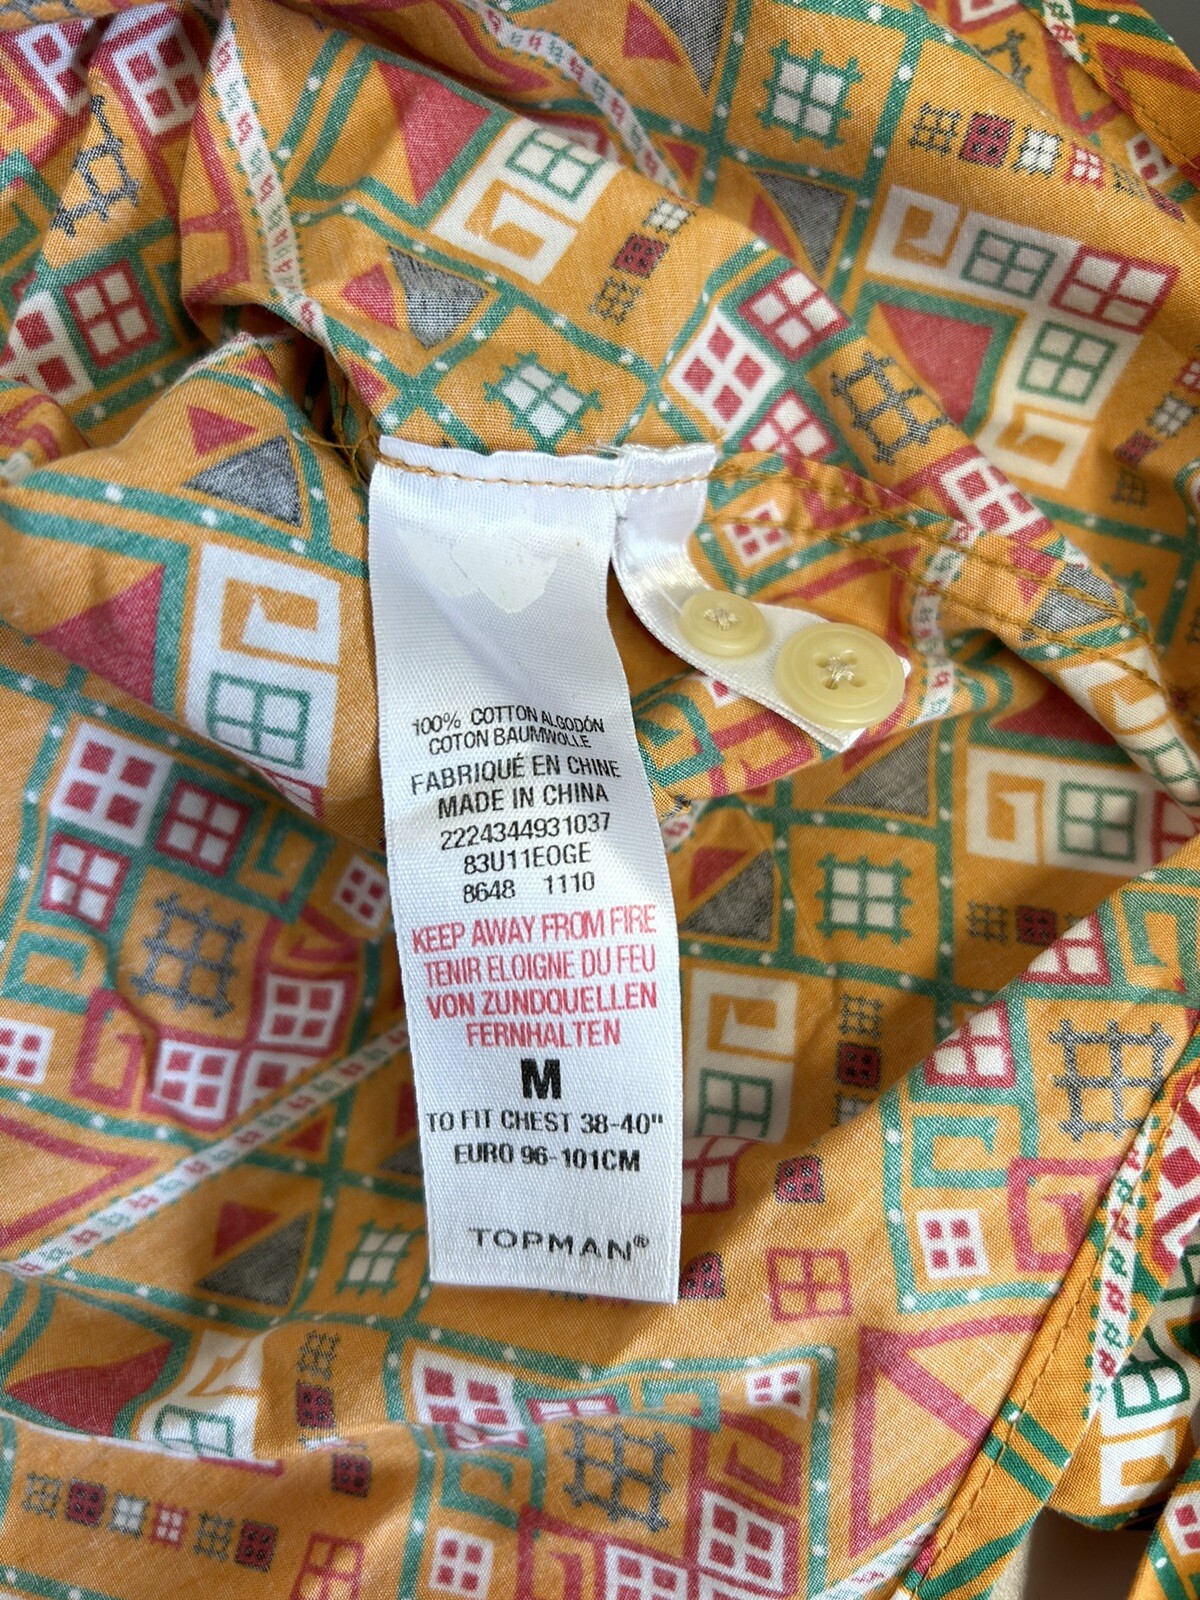 100% COTTON ALGODÓN
COTON BAUMWOLLE
FABRIQUÉ EN CHINE
MADE IN CHINA
2224344931037
83U11EOGE
8648 1110
KEEP AWAY FROM FIRE
TENIR ELOIGNE DU FEU
VON ZUNDQUELLEN
FERNHALTEN
M
TO FIT CHEST 38-40"
EURO 96-101CM
TOPMAN®